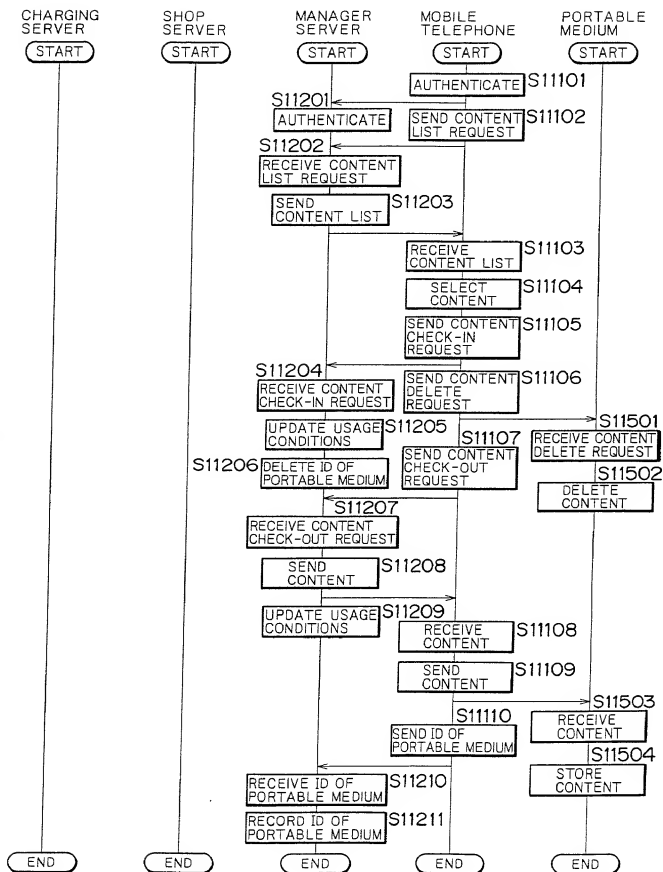 CHARGING
SERVER
SHOP
SERVER
MANAGER
SERVER
MOBILE
TELEPHONE
PORTABLE
MEDIUM
START
START
START
START
START
AUTHENTICATE
S11101
S11201
AUTHENTICATE
SEND CONTENT
LIST REQUEST
S11102
S11202
RECEIVE CONTENT
LIST REQUEST
SEND
CONTENT LIST
S11203
RECEIVE
CONTENT LIST
S11103
SELECT
CONTENT
S11104
SEND CONTENT
CHECK-IN
REQUEST
S11105
S11204
RECEIVE CONTENT
CHECK-IN REQUEST
SEND CONTENT
DELETE
REQUEST
S11106
UPDATE USAGE
CONDITIONS
S11205
S11501
RECEIVE CONTENT
DELETE REQUEST
S11107
SEND CONTENT
CHECK-OUT
REQUEST
S11206
DELETE ID OF
PORTABLE MEDIUM
S11502
DELETE
CONTENT
S11207
RECEIVE CONTENT
CHECK-OUT REQUEST
SEND
CONTENT
S11208
UPDATE USAGE
CONDITIONS
S11209
RECEIVE
CONTENT
S11108
SEND
CONTENT
S11109
S11503
RECEIVE
CONTENT
S11110
SEND ID OF
PORTABLE MEDIUM
S11504
STORE
CONTENT
RECEIVE ID OF
PORTABLE MEDIUM
S11210
RECORD ID OF
PORTABLE MEDIUM
S11211
END
END
END
END
END